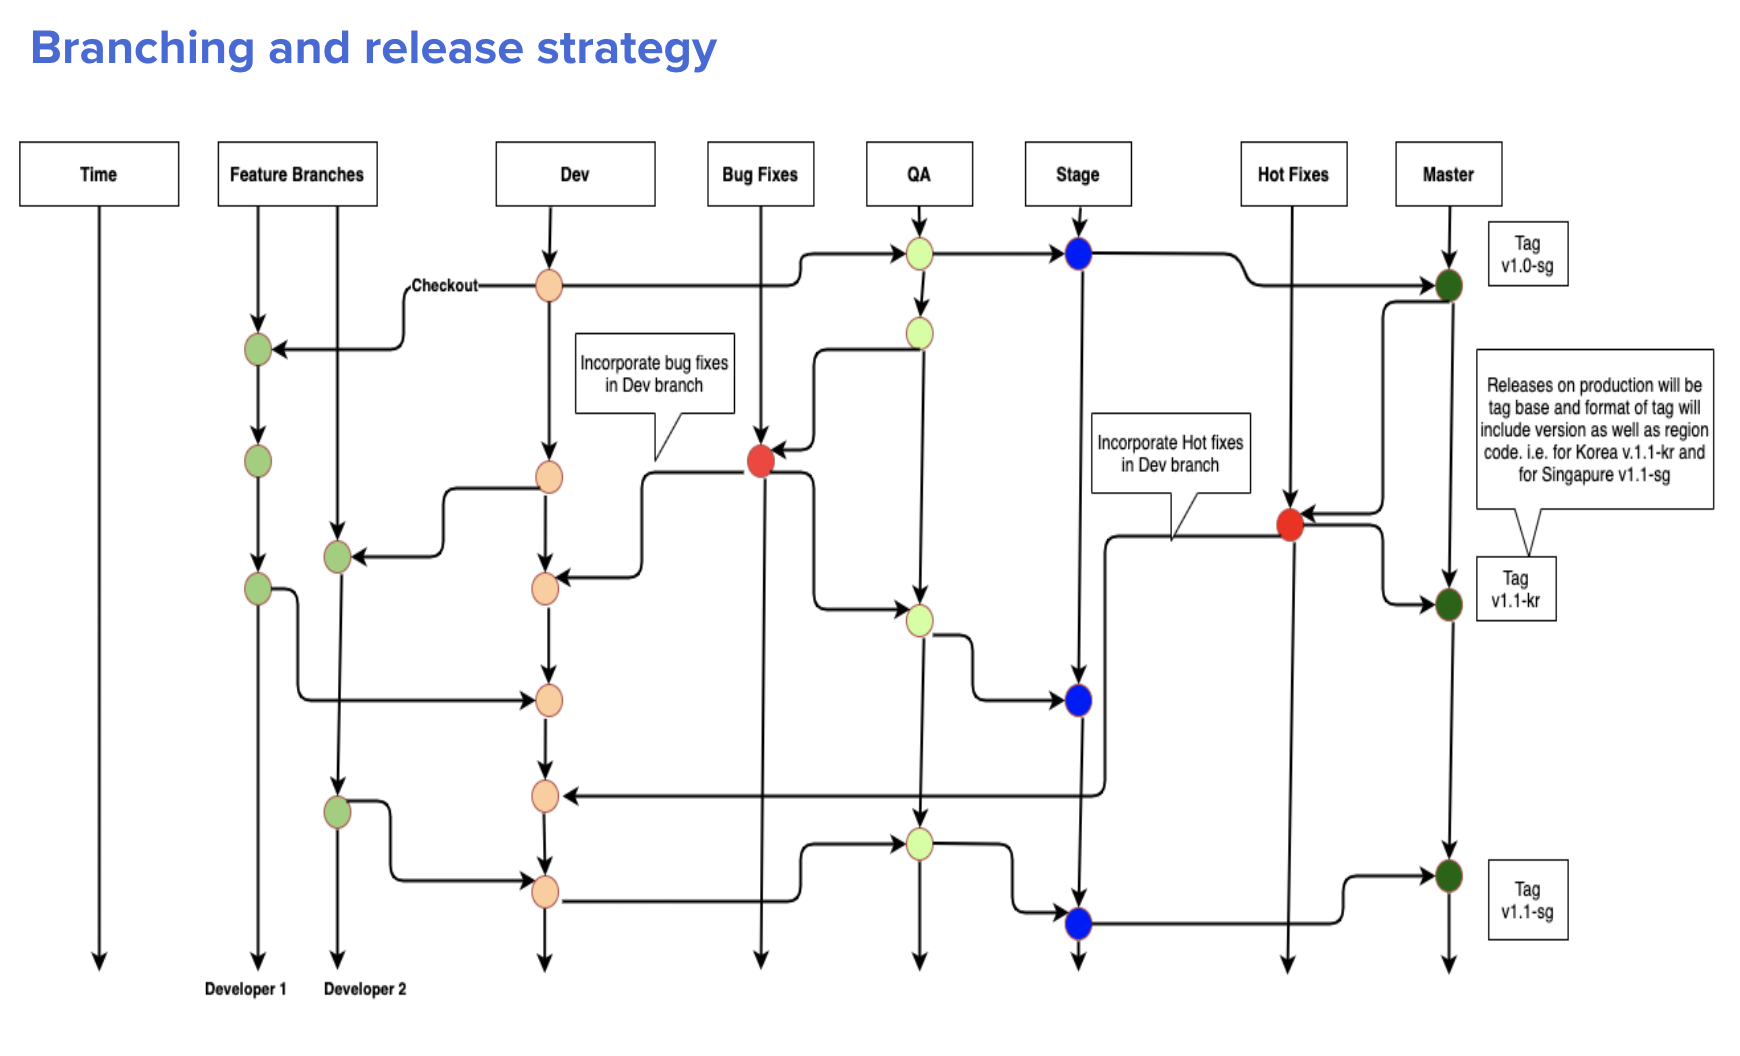 Branching and release strategy
Time
Feature Branches
Dev
Bug Fixes
QA
Stage
Hot Fixes
Master
Tag
v1.0-sg
Checkout
Incorporate bug fixes
in Dev branch
Releases on production will be
tag base and format of tag will
include version as well as region
code. i.e. for Korea v.1.1-kr and
for Singapure v1.1-sg
Incorporate Hot fixes
in Dev branch
Tag
v1.1-kr
Tag
v1.1-sg
Developer 1
Developer 2